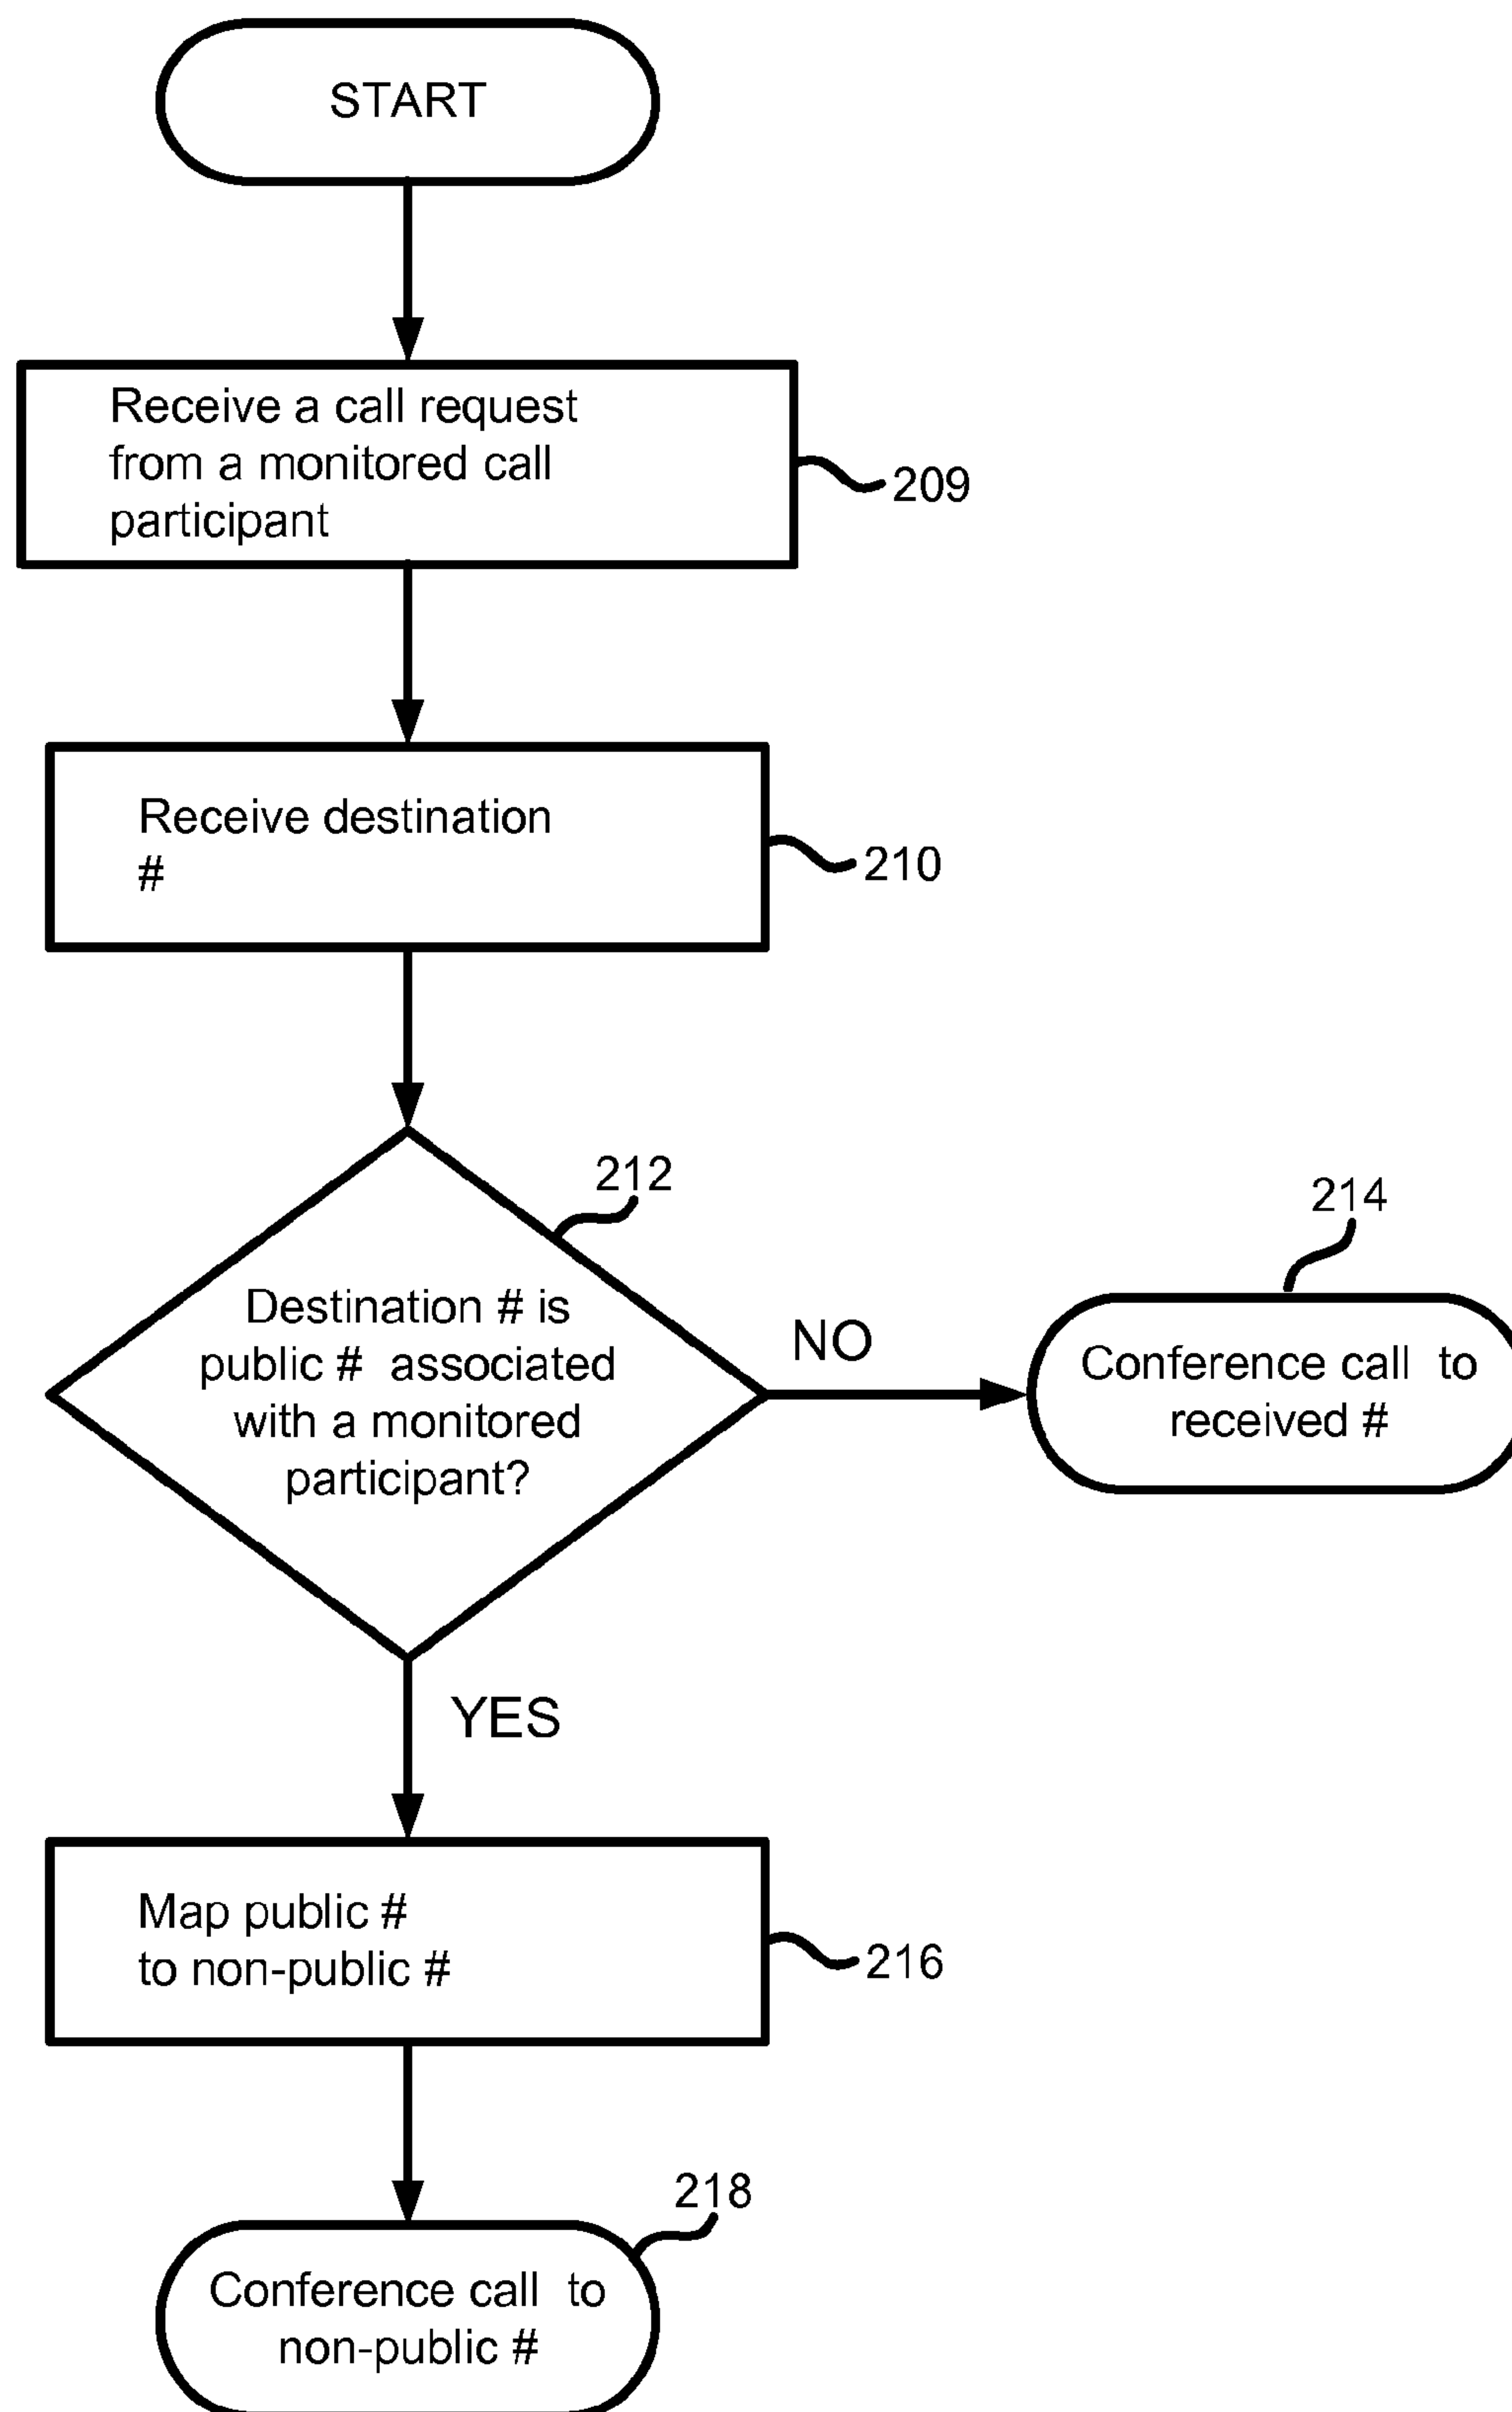 START
Receive a call request
from a monitored call
participant
209
Receive destination
#
210
212
Destination # is
public # associated
with a monitored
participant?
NO
214
Conference call to
received #
YES
Map public #
to non-public #
216
218
Conference call to
non-public #